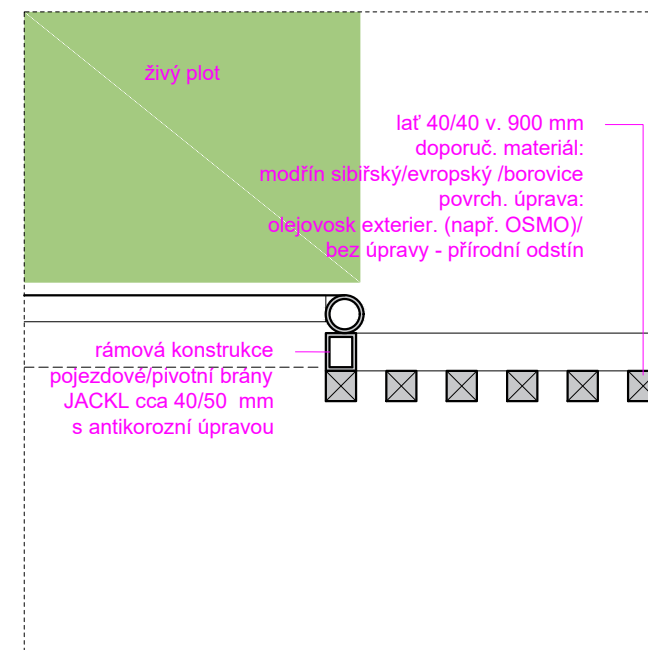 živý plot
lať 40/40 v. 900 mm
doporuč. materiál:
modřín sibiřský/evropský /borovice
povrch. úprava:
olejovosk exterier. (např. OSMO)/
bez úpravy - přírodní odstín
rámová konstrukce
pojezdové/pivotní brány
JACKL cca 40/50 mm
s antikorozní úpravou